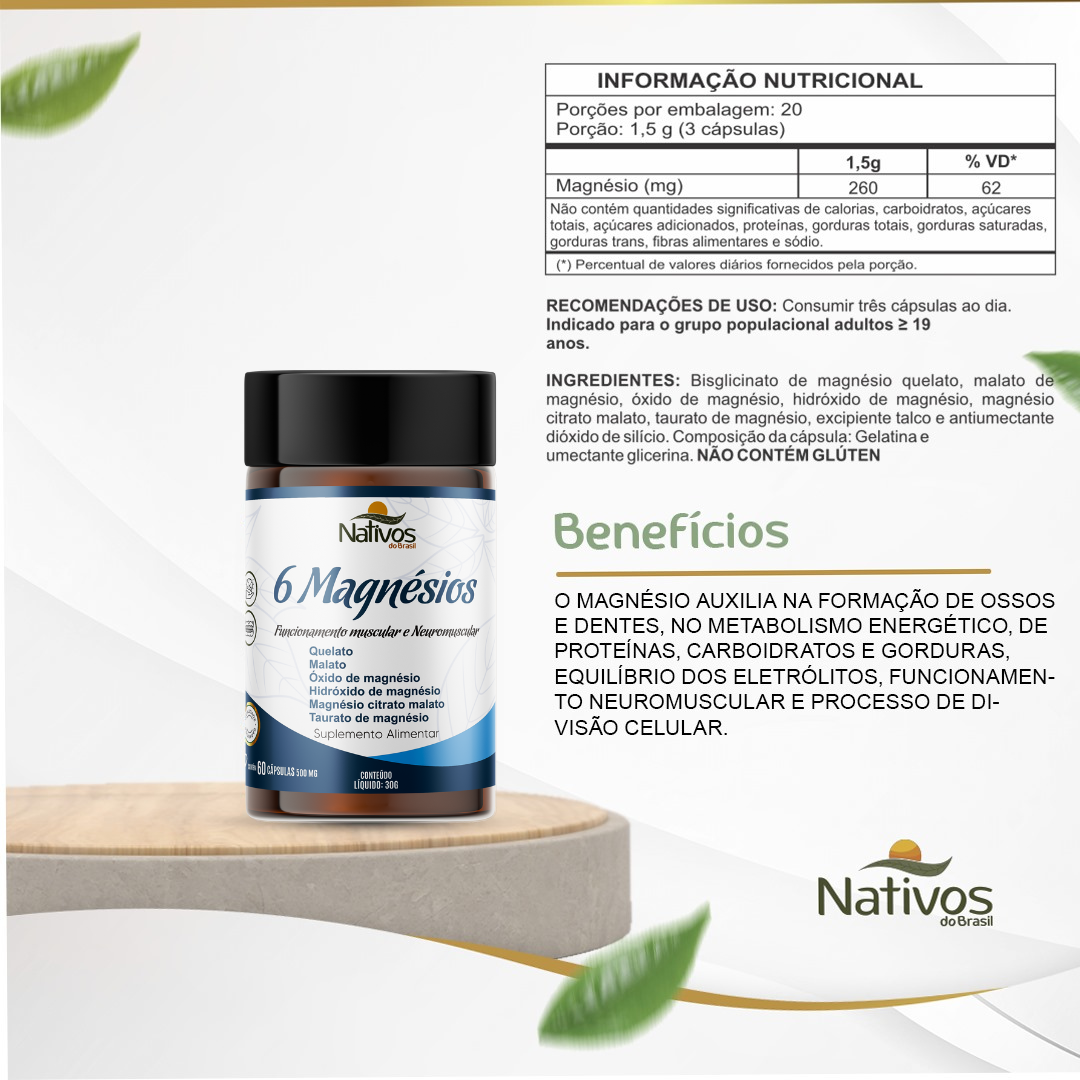 INFORMAÇÃO NUTRICIONAL
Porções por embalagem: 20
Porção: 1,5 g (3 cápsulas)
1,5g % VD*
Magnésio (mg) 260 62
Não contém quantidades significativas de calorias, carboidratos, açúcares
totais, açúcares adicionados, proteínas, gorduras totais, gorduras saturadas,
gorduras trans, fibras alimentares e sódio.
(*) Percentual de valores diários fornecidos pela porção.
RECOMENDAÇÕES DE USO: Consumir três cápsulas ao dia.
Indicado para o grupo populacional adultos ≥ 19
anos.
INGREDIENTES: Bisglicinato de magnésio quelato, malato de
magnésio, óxido de magnésio, hidróxido de magnésio, magnésio
citrato malato, taurato de magnésio, excipiente talco e antiumectante
dióxido de silício. Composição da cápsula: Gelatina e
umectante glicerina. NÃO CONTÉM GLÚTEN
Nativos
do Brasil
6 Magnésios
Funcionamento muscular e Neuromuscular
Quelato
Malato
Óxido de magnésio
Hidróxido de magnésio
Magnésio citrato malato
Taurato de magnésio
Suplemento Alimentar
60 CÁPSULAS 500 MG
CONTEÚDO
LÍQUIDO: 30G
Benefícios
O MAGNÉSIO AUXILIA NA FORMAÇÃO DE OSSOS
E DENTES, NO METABOLISMO ENERGÉTICO, DE
PROTEÍNAS, CARBOIDRATOS E GORDURAS,
EQUILÍBRIO DOS ELETRÓLITOS, FUNCIONAMEN-
TO NEUROMUSCULAR E PROCESSO DE DI-
VISÃO CELULAR.
Nativos
do Brasil